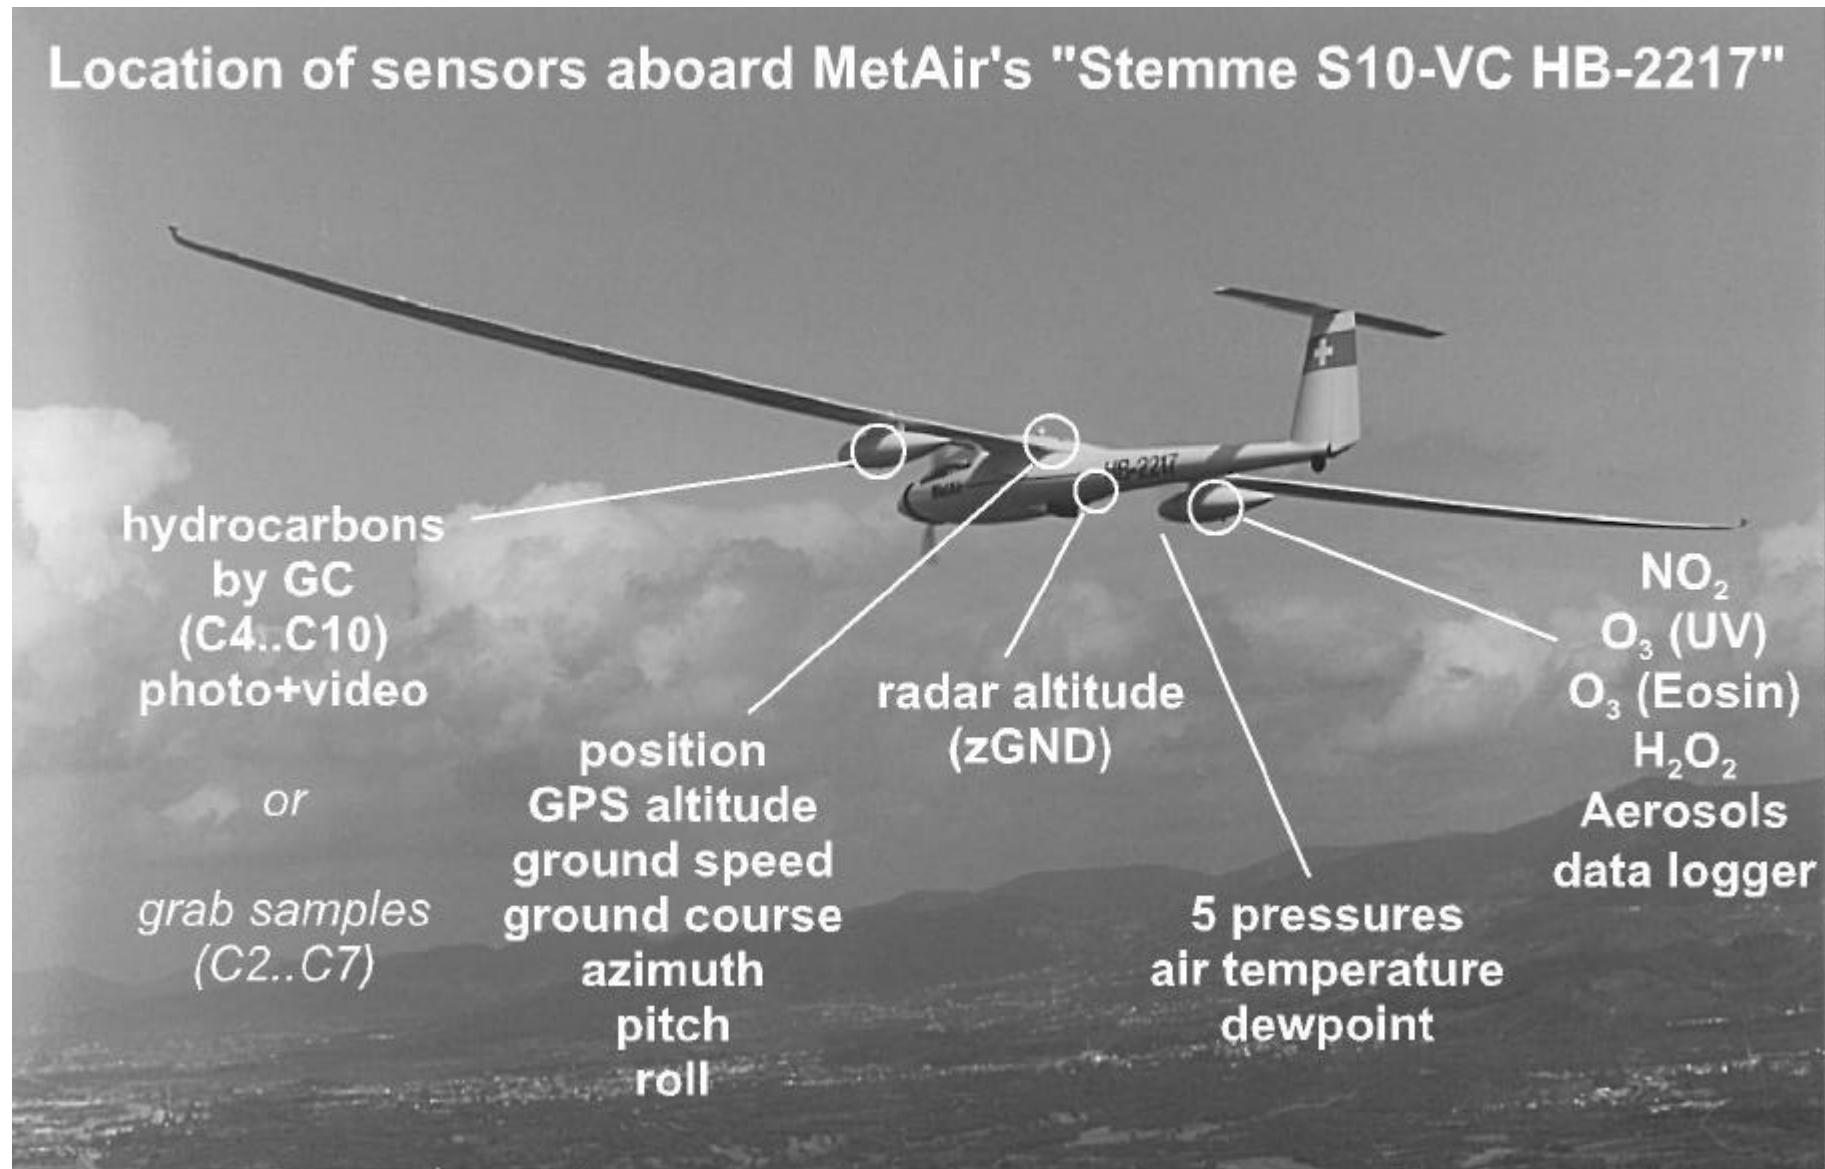 Location of sensors aboard MetAir's "Stemme S10-VC HB-2217"
HB-2217
hydrocarbons
by GC
(C4..C10)
photo+video
or
grab samples
(C2..C7)
position
GPS altitude
ground speed
ground course
azimuth
pitch
roll
radar altitude
(zGND)
5 pressures
air temperature
dewpoint
NO₂
O₃ (UV)
O₃ (Eosin)
H₂O₂
Aerosols
data logger